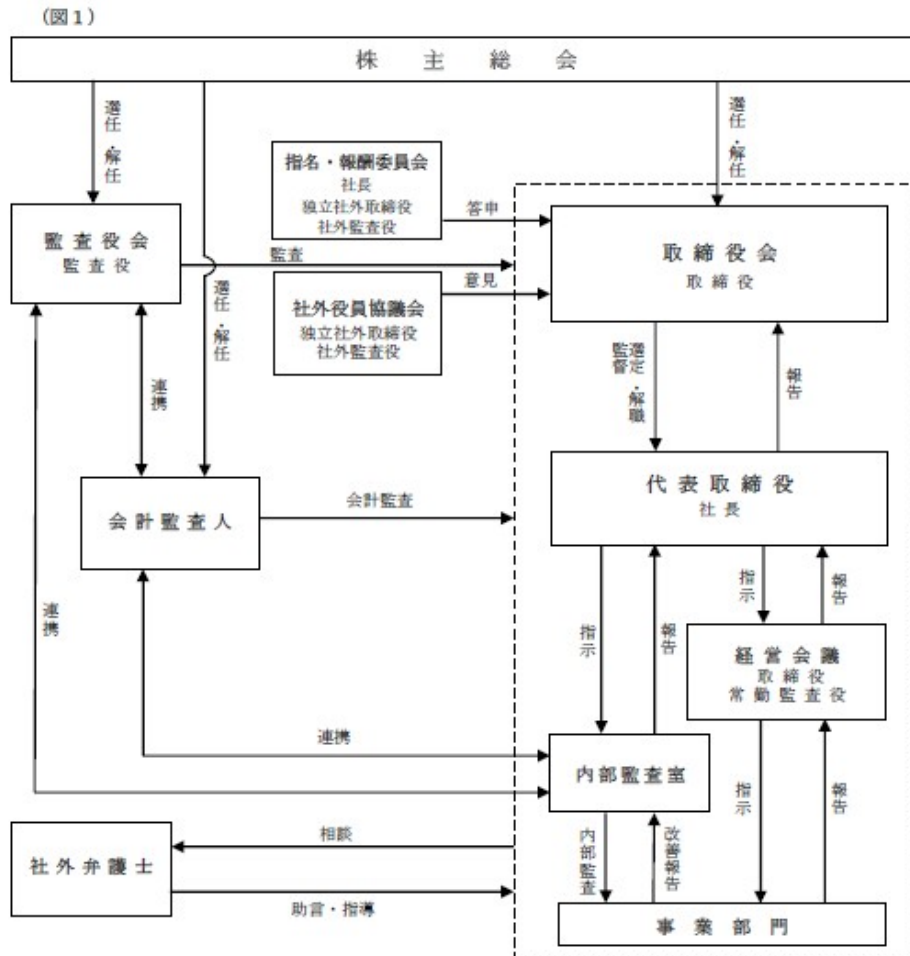 (図1)
株主総会
選任・解任
選任・解任
指名・報酬委員会
社長
独立社外取締役
社外監査役
答申
監査役会
監査役
監査
取締役会
取締役
選任・解任
意見
社外役員協議会
独立社外取締役
社外監査役
連携
選定・解職
監督
報告
代表取締役
社長
会計監査人
会計監査
連携
指示
報告
指示
報告
経営会議
取締役
常勤監査役
連携
内部監査室
指示
報告
社外弁護士
相談
助言・指導
内部監査
改善報告
事業部門